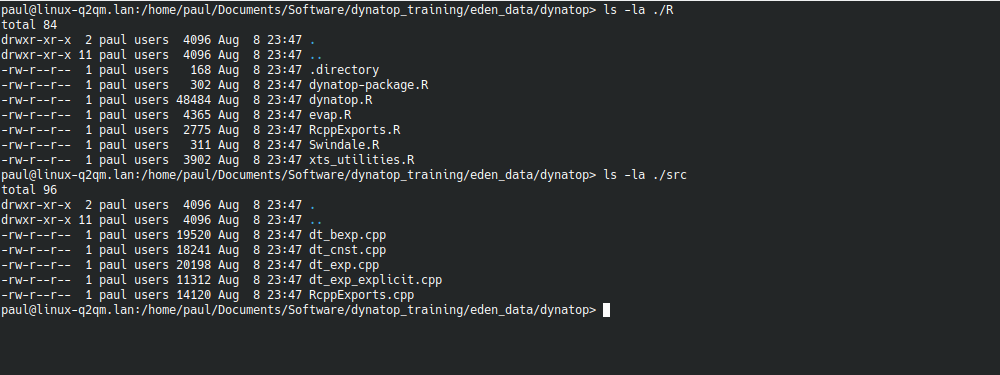 paul@linux-q2qm.lan:/home/paul/Documents/Software/dynatop_training/eden_data/dynatop> ls -la ./R
total 84
drwxr-xr-x  2 paul users  4096 Aug  8 23:47 .
drwxr-xr-x 11 paul users  4096 Aug  8 23:47 ..
-rw-r--r--  1 paul users   168 Aug  8 23:47 .directory
-rw-r--r--  1 paul users   302 Aug  8 23:47 dynatop-package.R
-rw-r--r--  1 paul users 48484 Aug  8 23:47 dynatop.R
-rw-r--r--  1 paul users  4365 Aug  8 23:47 evap.R
-rw-r--r--  1 paul users  2775 Aug  8 23:47 RcppExports.R
-rw-r--r--  1 paul users   311 Aug  8 23:47 Swindale.R
-rw-r--r--  1 paul users  3902 Aug  8 23:47 xts_utilities.R
paul@linux-q2qm.lan:/home/paul/Documents/Software/dynatop_training/eden_data/dynatop> ls -la ./src
total 96
drwxr-xr-x  2 paul users  4096 Aug  8 23:47 .
drwxr-xr-x 11 paul users  4096 Aug  8 23:47 ..
-rw-r--r--  1 paul users 19520 Aug  8 23:47 dt_bexp.cpp
-rw-r--r--  1 paul users 18241 Aug  8 23:47 dt_cnst.cpp
-rw-r--r--  1 paul users 20198 Aug  8 23:47 dt_exp.cpp
-rw-r--r--  1 paul users 11312 Aug  8 23:47 dt_exp_explicit.cpp
-rw-r--r--  1 paul users 14120 Aug  8 23:47 RcppExports.cpp
paul@linux-q2qm.lan:/home/paul/Documents/Software/dynatop_training/eden_data/dynatop>